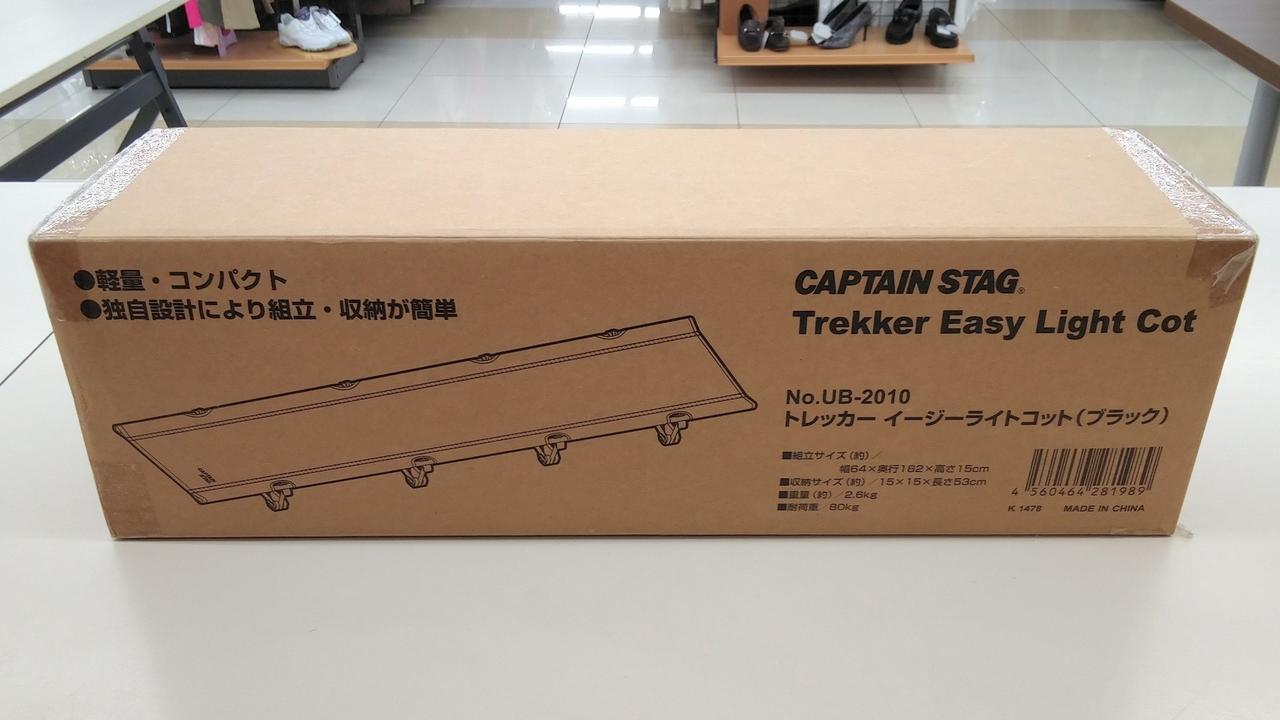 ●軽量・コンパクト
●独自設計により組立・収納が簡単
CAPTAIN STAG®
Trekker Easy Light Cot
No.UB-2010
トレッカー イージーライトコット（ブラック）
■組立サイズ（約）／
幅64×奥行182×高さ15cm
■収納サイズ（約）／15×15×長さ53cm
■重量（約）／2.6kg
■耐荷重 80kg
4 560464 281989
K 1478 MADE IN CHINA